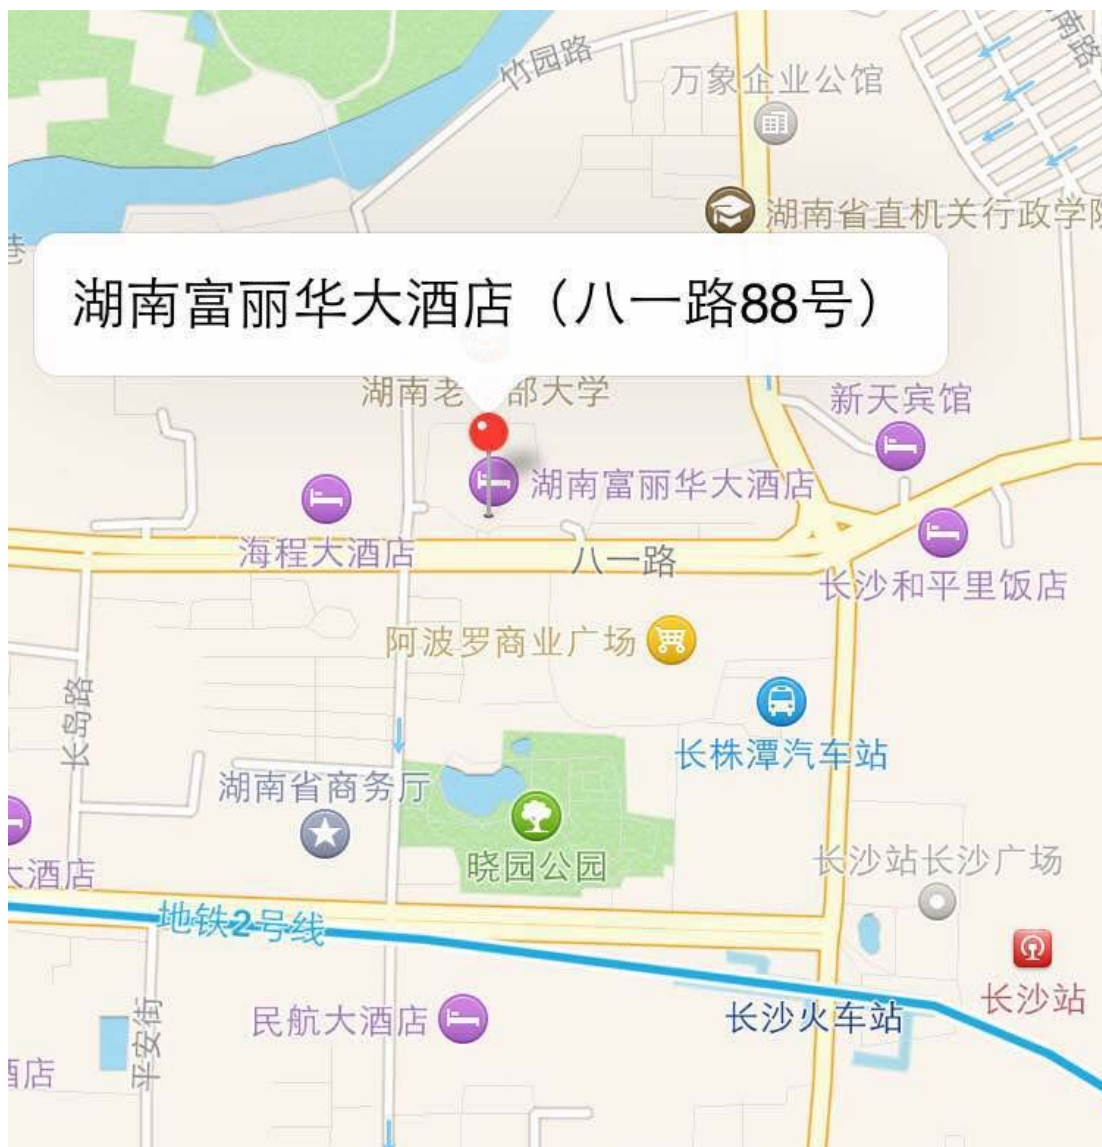 竹园路
南路
万象企业公馆
湖南省直机关行政学院
巷
湖南富丽华大酒店（八一路88号）
湖南老 部大学
新天宾馆
湖南富丽华大酒店
海程大酒店
八一路
长沙和平里饭店
阿波罗商业广场
长岛路
长株潭汽车站
湖南省商务厅
晓园公园
大酒店
长沙站长沙广场
地铁2号线
长沙站
长沙火车站
民航大酒店
平安街
酒店